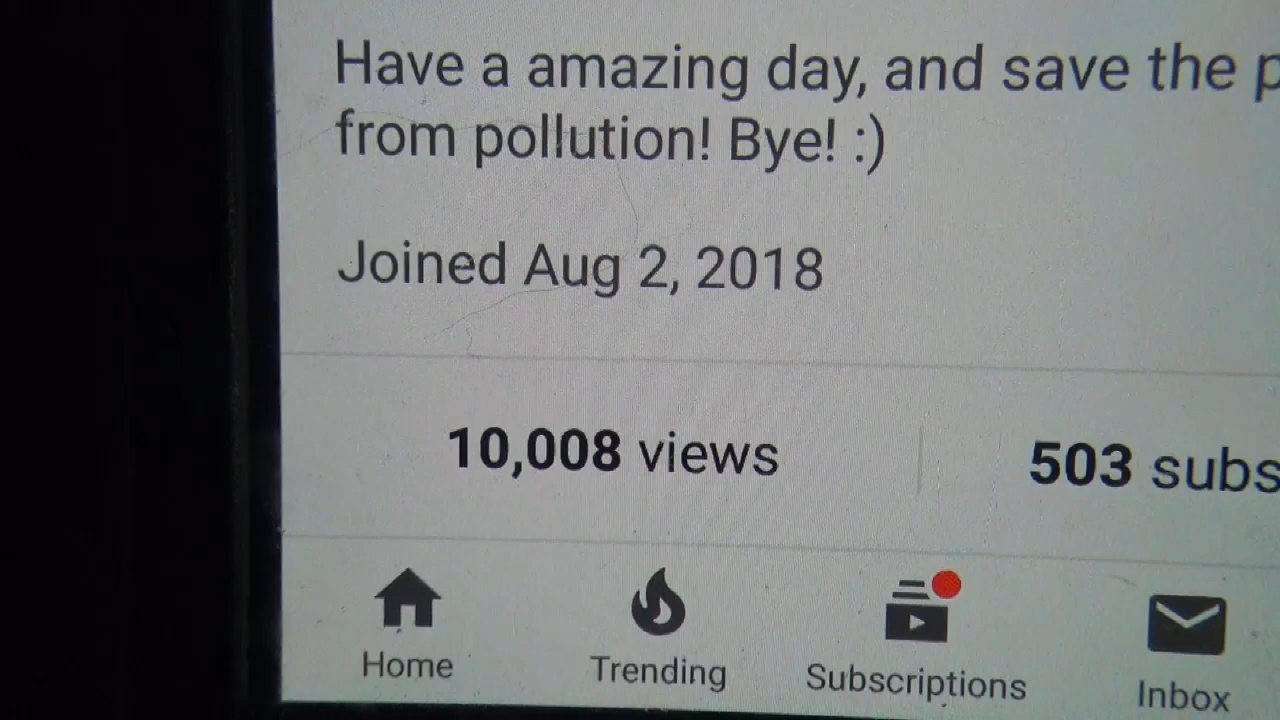 Have a amazing day, and save the
from pollution! Bye! :)
Joined Aug 2, 2018
10,008 views
503 subs
Home
Trending
Subscriptions
Inbox